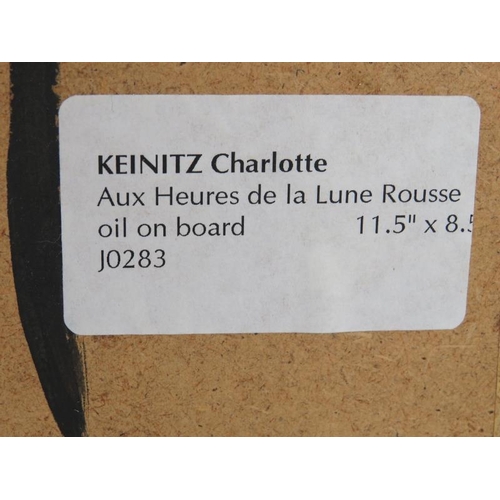 KEINITZ Charlotte
Aux Heures de la Lune Rousse
oil on board 11.5" x 8.5
J0283